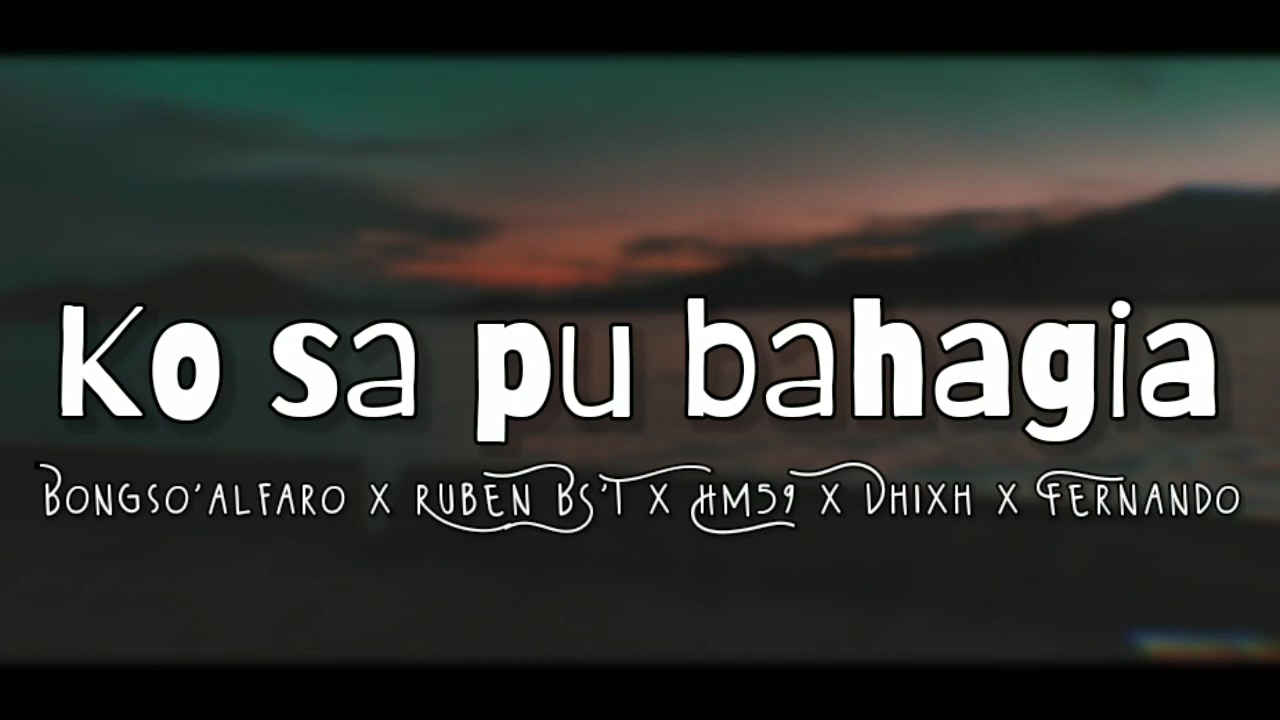 Ko sa pu bahagia
BONGSO'ALFARO X RUBEN BS'T X HM59 X DHIXH X FERNANDO